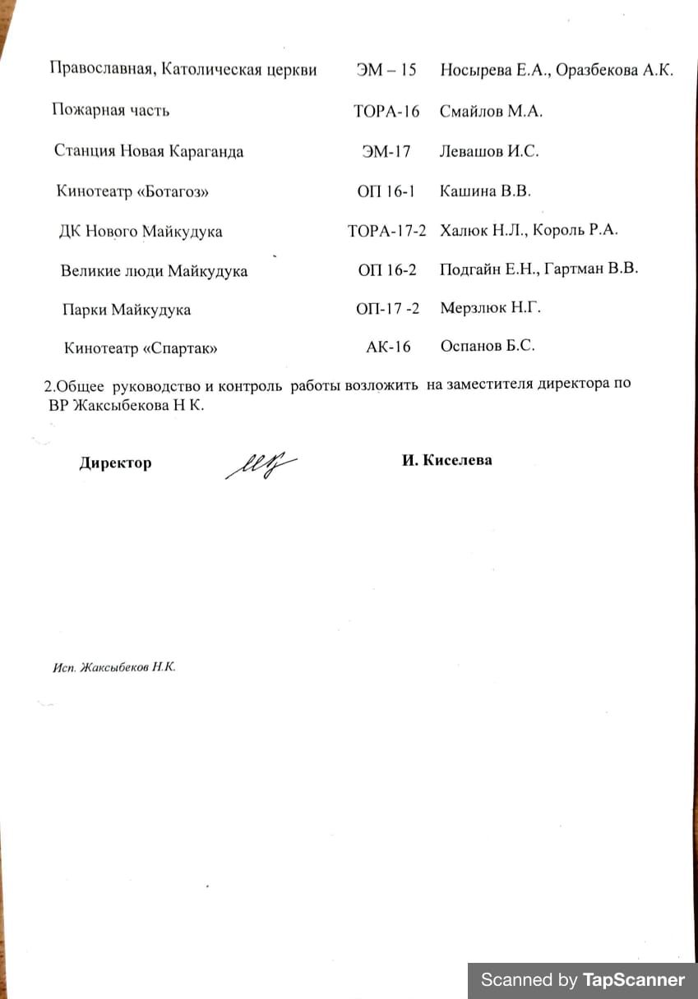 Православная, Католическая церкви ЭМ – 15 Носырева Е.А., Оразбекова А.К.
Пожарная часть ТОРА-16 Смайлов М.А.
Станция Новая Караганда ЭМ-17 Левашов И.С.
Кинотеатр «Ботагоз» ОП 16-1 Кашина В.В.
ДК Нового Майкудука ТОРА-17-2 Халюк Н.Л., Король Р.А.
Великие люди Майкудука ОП 16-2 Подгайн Е.Н., Гартман В.В.
Парки Майкудука ОП-17 -2 Мерзлюк Н.Г.
Кинотеатр «Спартак» АК-16 Оспанов Б.С.
2.Общее руководство и контроль работы возложить на заместителя директора по
ВР Жаксыбекова Н К.
Директор И. Киселева
Исп. Жаксыбеков Н.К.
Scanned by TapScanner